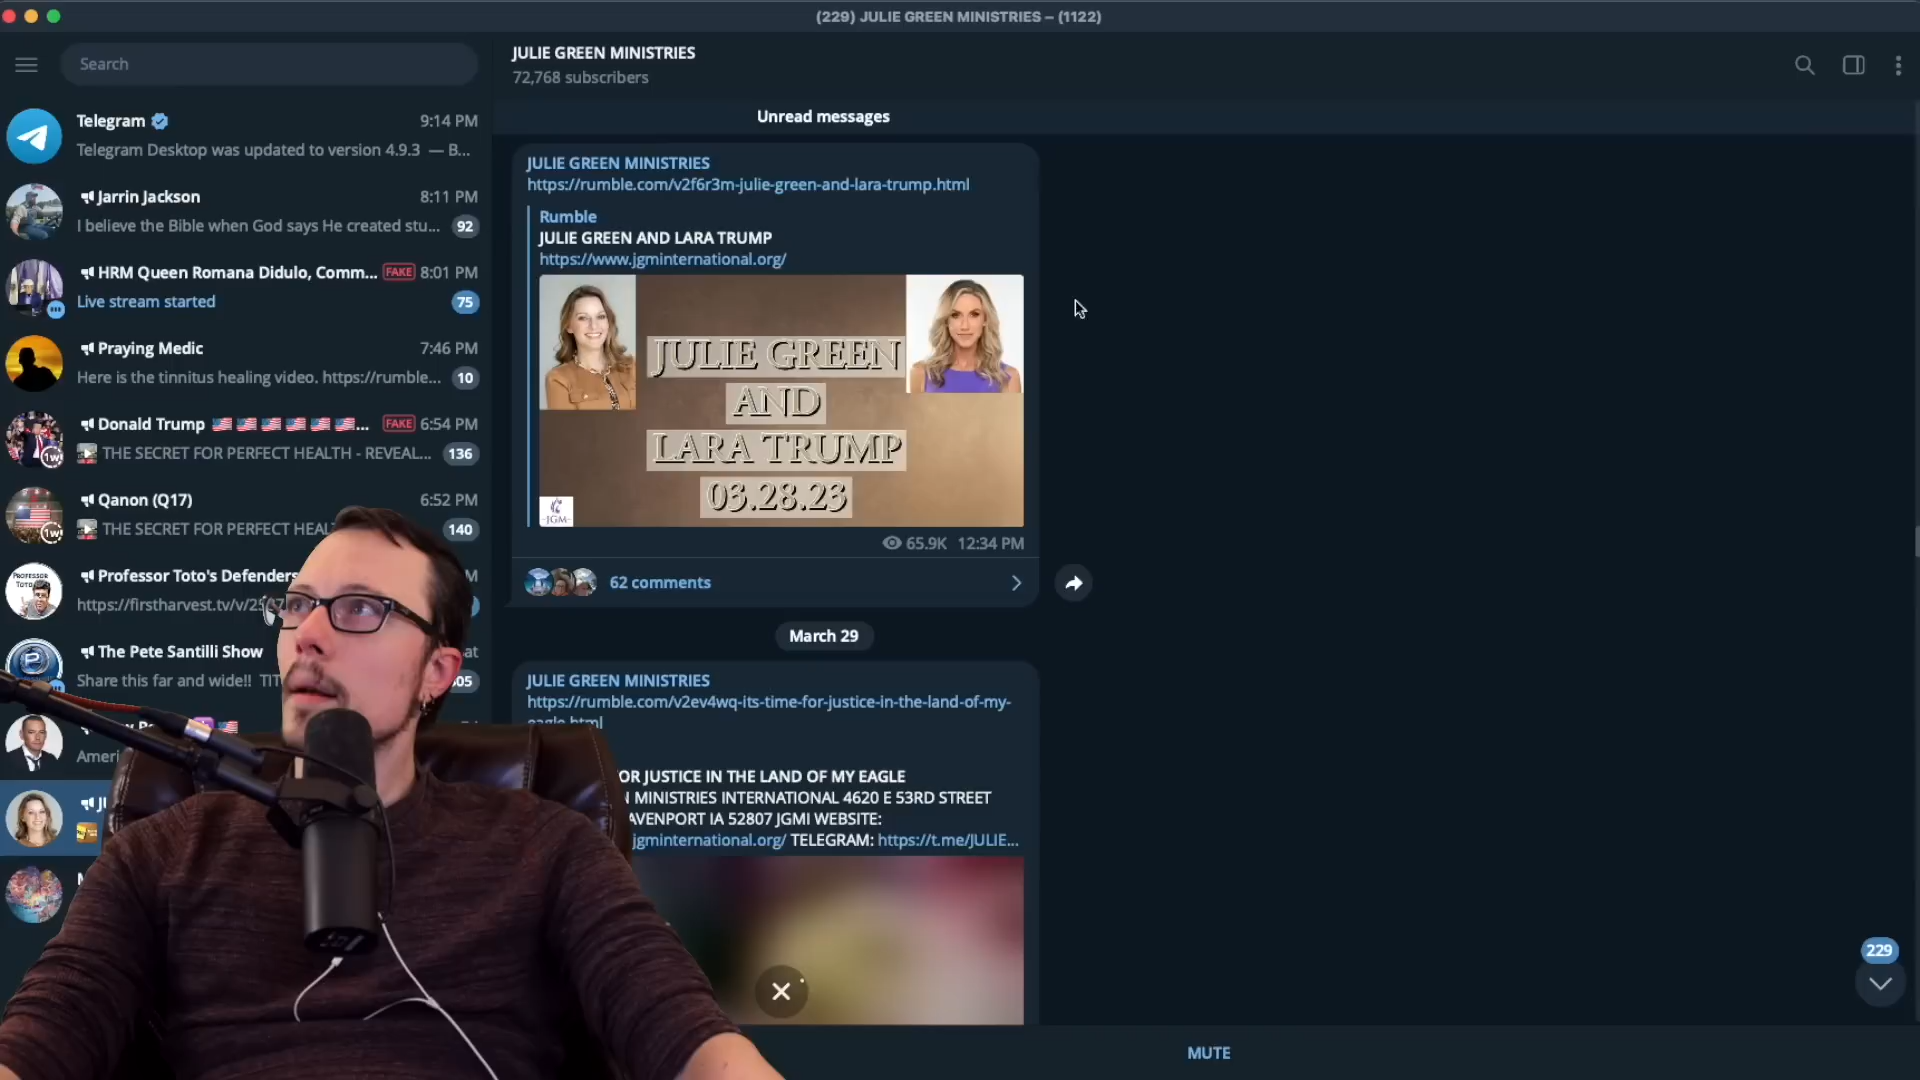 (229) JULIE GREEN MINISTRIES – (1122)
Search
Telegram
9:14 PM
Telegram Desktop was updated to version 4.9.3 — B...
Jarrin Jackson
8:11 PM
I believe the Bible when God says He created stu...
92
HRM Queen Romana Didulo, Comm...
FAKE
8:01 PM
Live stream started
75
Praying Medic
7:46 PM
Here is the tinnitus healing video. https://rumble...
10
Donald Trump
FAKE
6:54 PM
1w
THE SECRET FOR PERFECT HEALTH - REVEAL...
136
Qanon (Q17)
6:52 PM
1w
THE SECRET FOR PERFECT HEAL
140
PROFESSOR TOTO'S
Professor Toto's Defenders
M
https://firstharvest.tv/v/25
The Pete Santilli Show
at
Share this far and wide!! TIT
05
Ameri
JULIE GREEN MINISTRIES
72,768 subscribers
Unread messages
JULIE GREEN MINISTRIES
https://rumble.com/v2f6r3m-julie-green-and-lara-trump.html
Rumble
JULIE GREEN AND LARA TRUMP
https://www.jgminternational.org/
JULIE GREEN
AND
LARA TRUMP
03.28.23
JGM
65.9K 12:34 PM
62 comments
March 29
JULIE GREEN MINISTRIES
https://rumble.com/v2ev4wq-its-time-for-justice-in-the-land-of-my-
eagle.html
OR JUSTICE IN THE LAND OF MY EAGLE
N MINISTRIES INTERNATIONAL 4620 E 53RD STREET
AVENPORT IA 52807 JGMI WEBSITE:
jgminternational.org/ TELEGRAM: https://t.me/JULIE...
229
MUTE